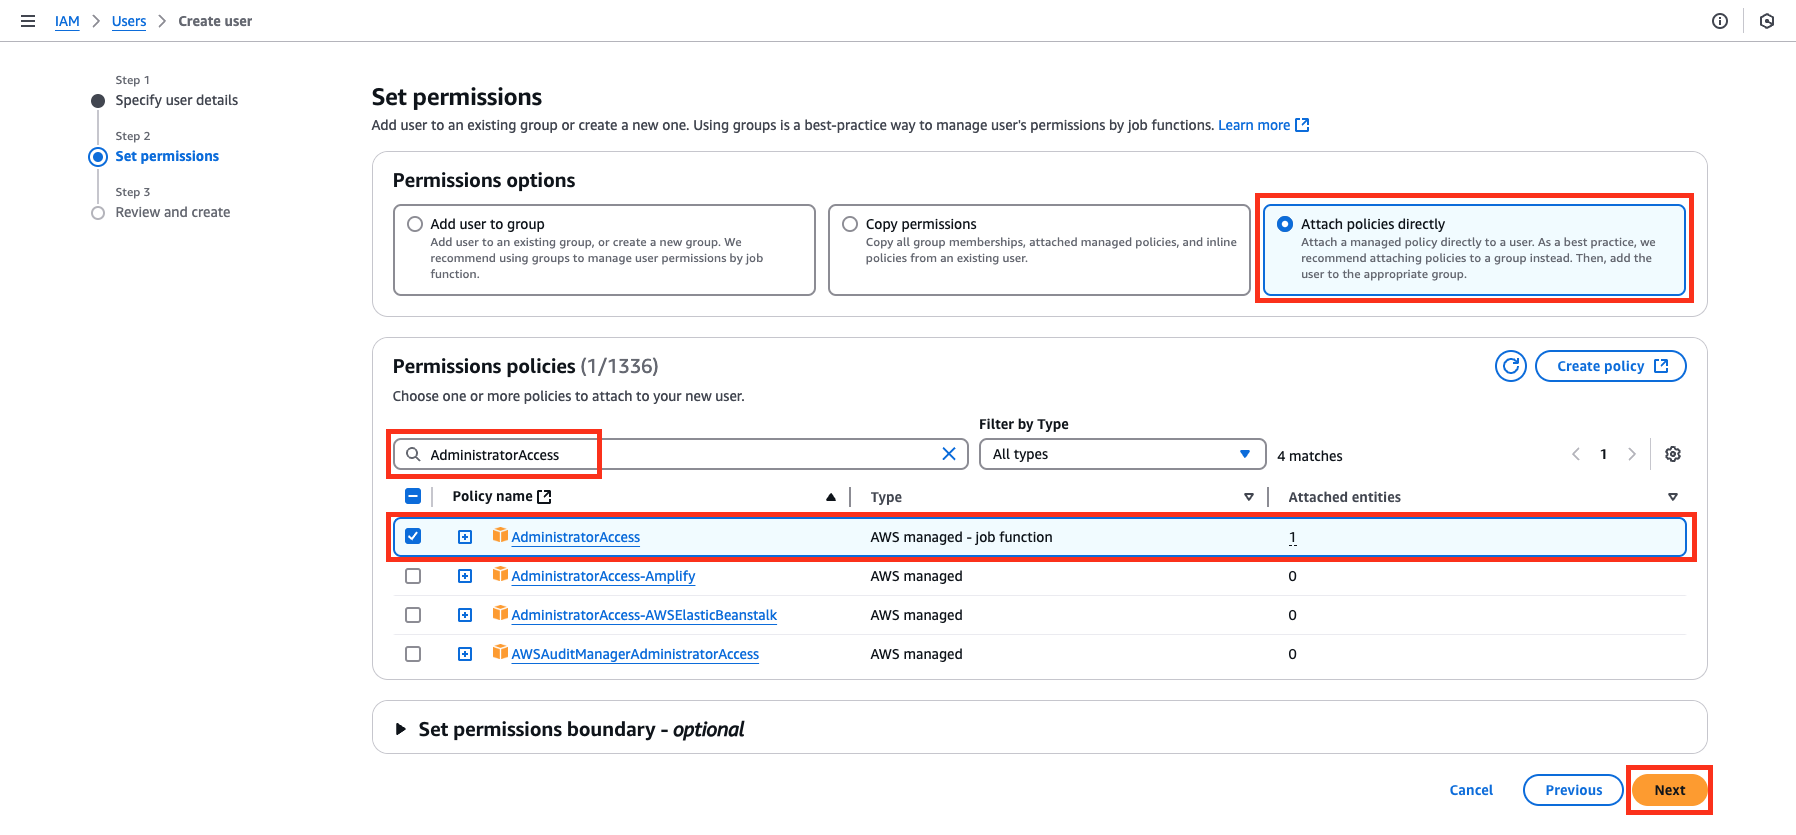 IAM > Users > Create user
Step 1
Specify user details
Step 2
Set permissions
Step 3
Review and create
Set permissions
Add user to an existing group or create a new one. Using groups is a best-practice way to manage user's permissions by job functions. Learn more
Permissions options
Add user to group
Add user to an existing group, or create a new group. We
recommend using groups to manage user permissions by job
function.
Copy permissions
Copy all group memberships, attached managed policies, and inline
policies from an existing user.
Attach policies directly
Attach a managed policy directly to a user. As a best practice, we
recommend attaching policies to a group instead. Then, add the
user to the appropriate group.
Permissions policies (1/1336)
Create policy
Choose one or more policies to attach to your new user.
Filter by Type
AdministratorAccess
All types
4 matches
1
Policy name
Type
Attached entities
AdministratorAccess AWS managed - job function 1
AdministratorAccess-Amplify AWS managed 0
AdministratorAccess-AWSElasticBeanstalk AWS managed 0
AWSAuditManagerAdministratorAccess AWS managed 0
Set permissions boundary - optional
Cancel
Previous
Next